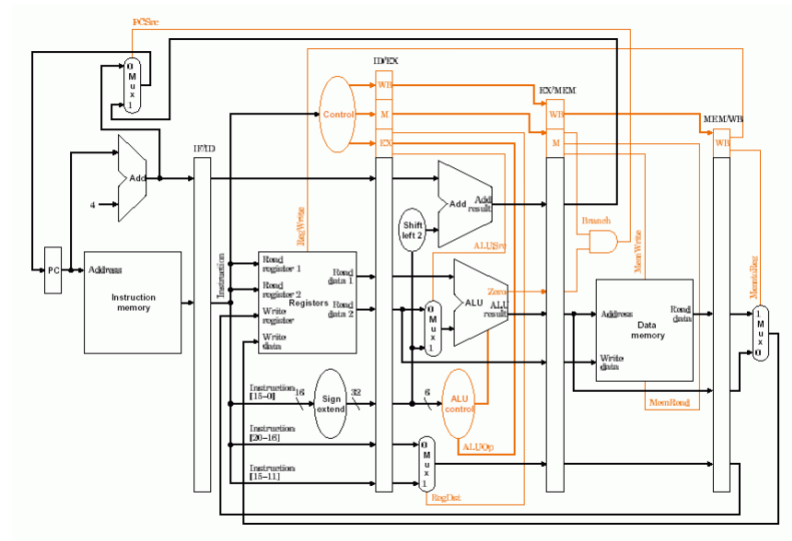 PCSrc
ID/EX
0
M
u
x
1
WB
EX/MEM
Control
M
WB
MEM/WB
IF/ID
EX
M
WB
Add
4
Add
Add
result
RegWrite
Shift
left 2
Branch
MemWrite
ALUSrc
PC
Address
Instruction
memory
Instruction
Read
register 1
Read
register 2
Registers
Write
register
Write
data
Read
data 1
Read
data 2
0
M
u
x
1
Zero
ALU
ALU
result
MemtoReg
Address
Data
memory
Read
data
Write
data
1
M
u
x
0
Instruction
[15–0]
16
Sign
extend
32
6
ALU
control
MemRead
Instruction
[20–16]
ALUOp
0
M
u
x
1
Instruction
[15–11]
RegDst